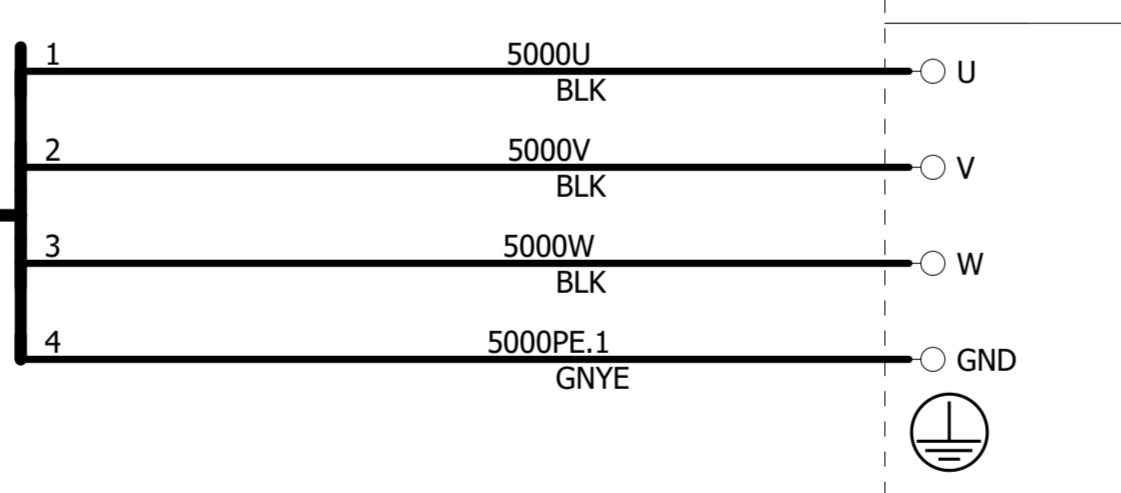 1 5000U
BLK
U
2 5000V
BLK
V
3 5000W
BLK
W
4 5000PE.1
GNYE
GND